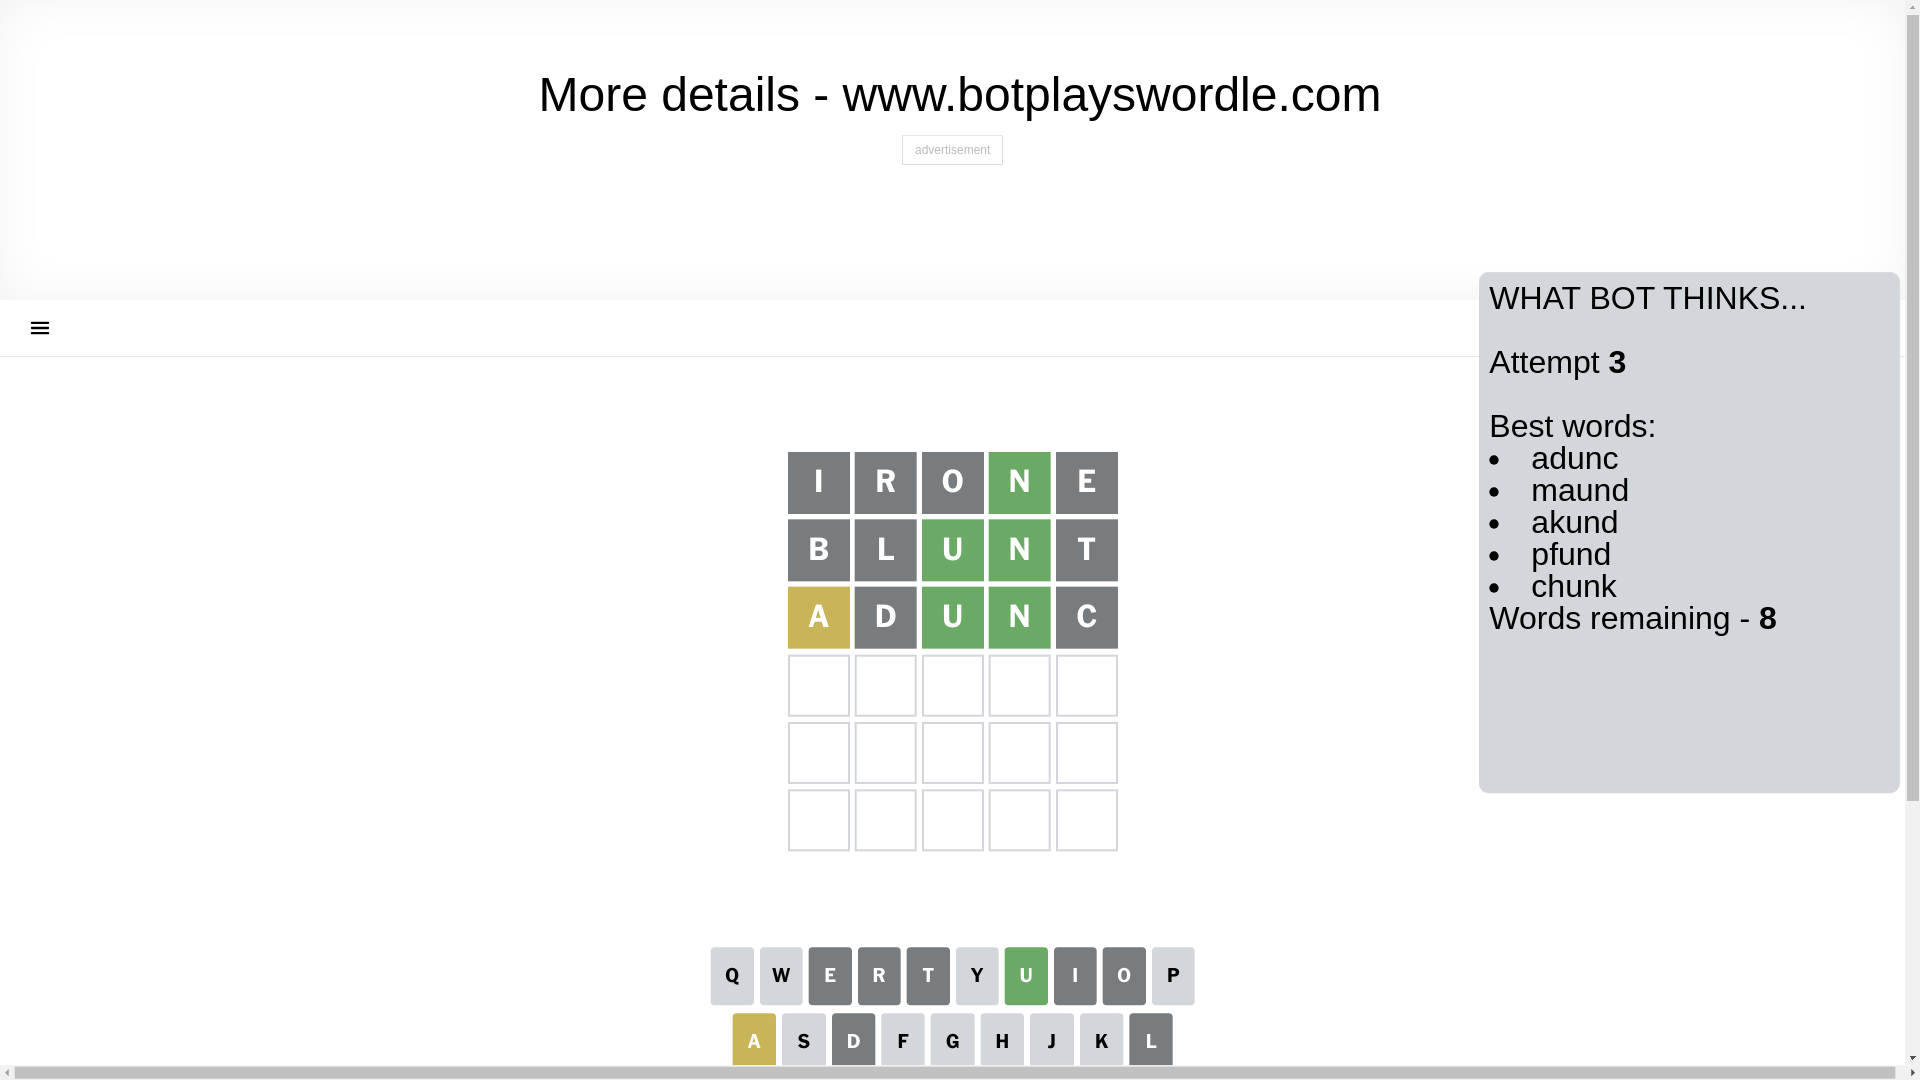 More details - www.botplayswordle.com
advertisement
WHAT BOT THINKS...
Attempt 3
Best words:
• adunc
• maund
• akund
• pfund
• chunk
Words remaining - 8
I R O N E
B L U N T
A D U N C
Q W E R T Y U I O P
A S D F G H J K L